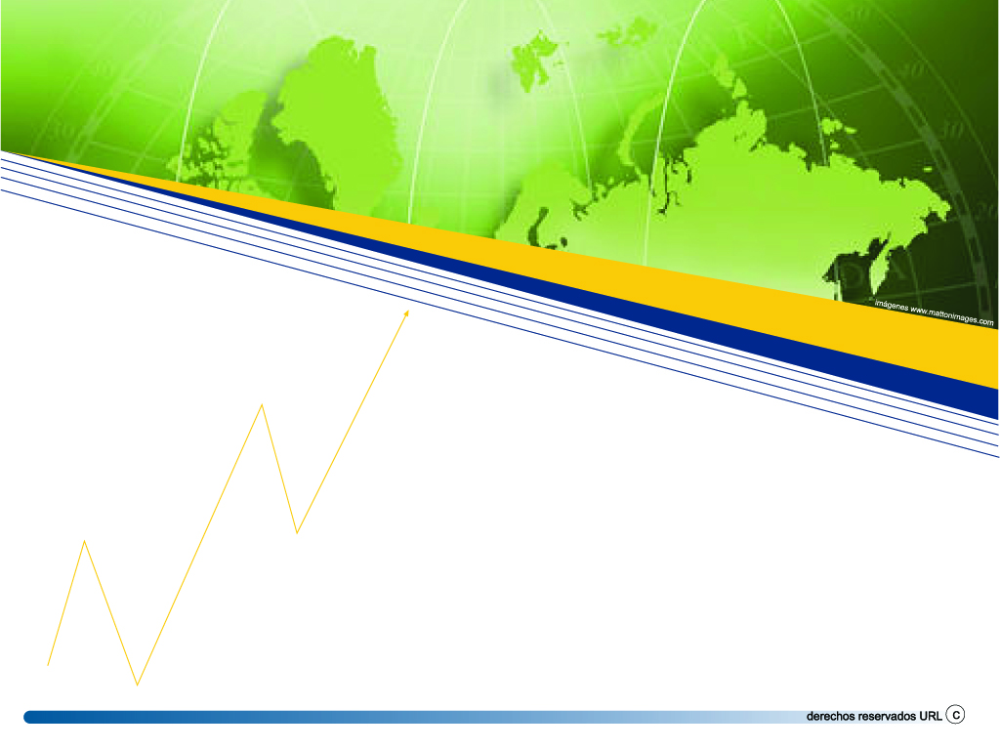 imágenes www.mattonimages.com
derechos reservados URL C